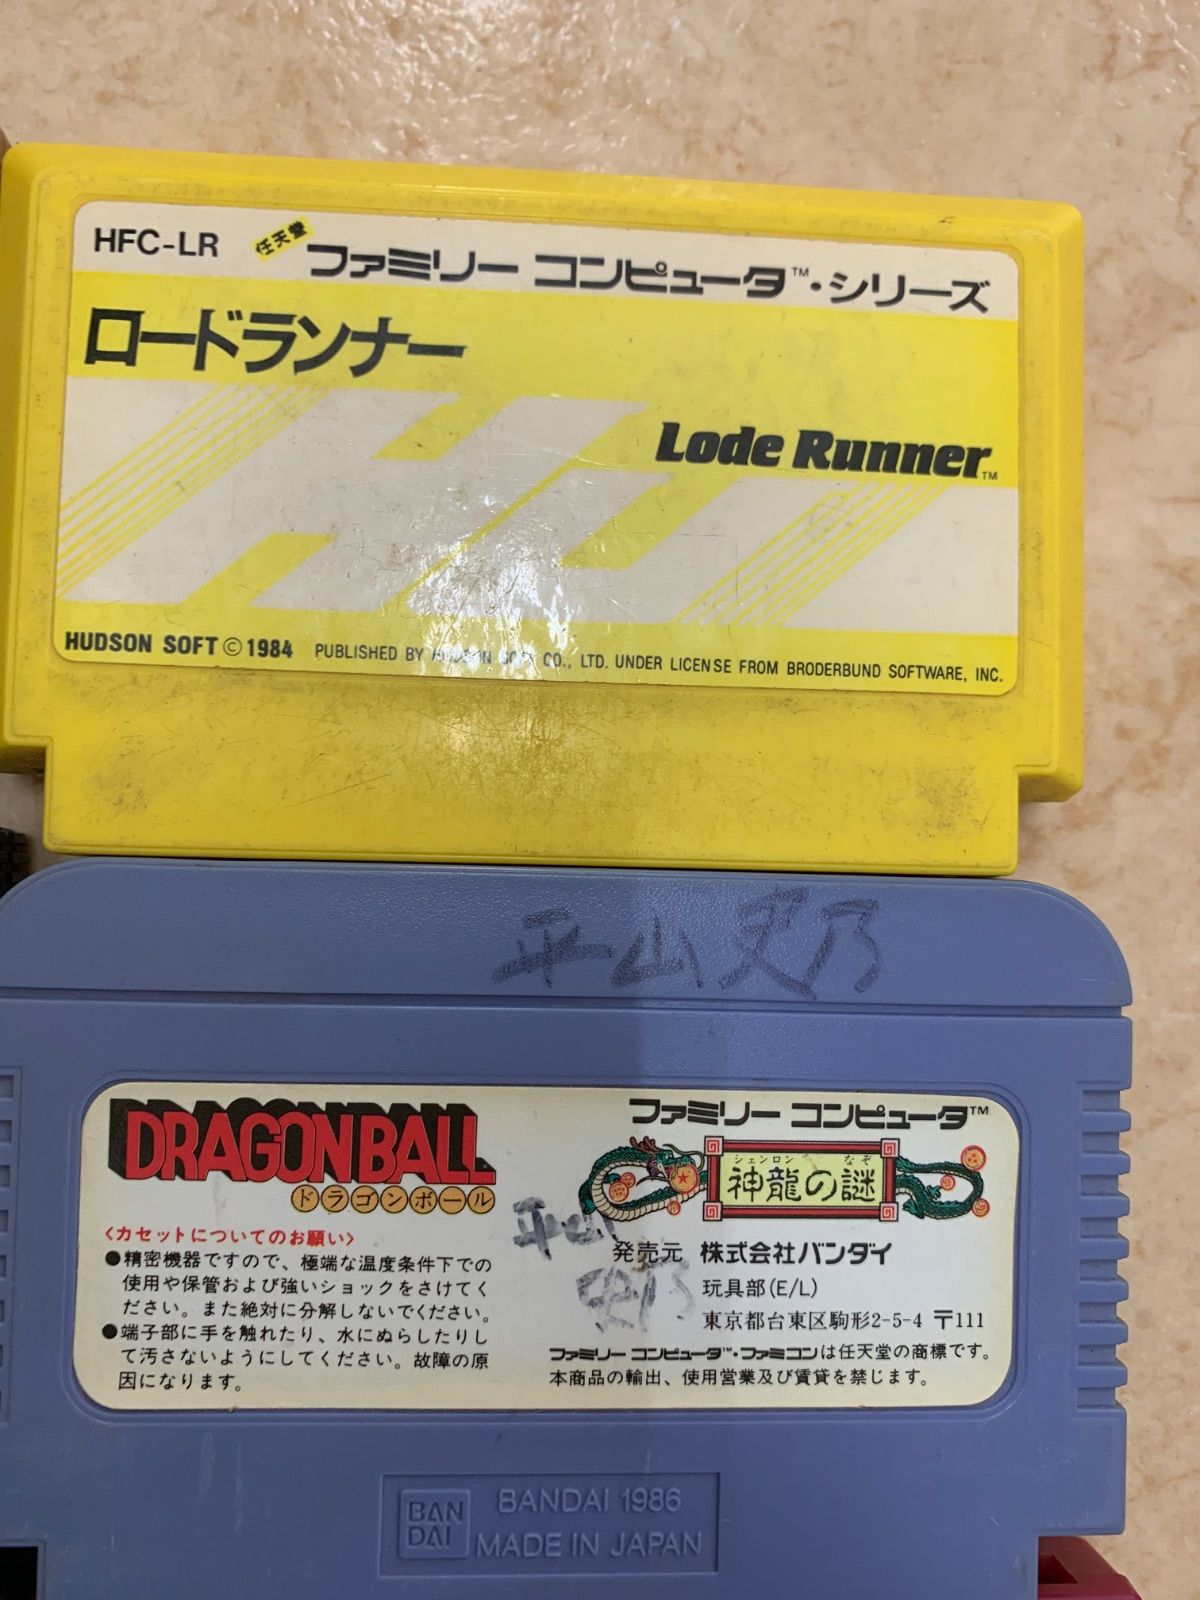 HFC-LR 任天堂 ファミリー コンピュータ™・シリーズ
ロードランナー
Lode Runner™
HUDSON SOFT © 1984 PUBLISHED BY HUDSON SOFT CO., LTD. UNDER LICENSE FROM BRODERBUND SOFTWARE, INC.
平山
DRAGON BALL
ドラゴンボール
<カセットについてのお願い>
●精密機器ですので、極端な温度条件下での
使用や保管および強いショックをさけてく
ださい。また絶対に分解しないでください。
●端子部に手を触れたり、水にぬらしたりし
て汚さないようにしてください。故障の原
因になります。
ファミリー コンピュータ™
シェンロン なぞ
神龍の謎
平山
発売元 株式会社バンダイ
玩具部(E/L)
東京都台東区駒形2-5-4 〒111
ファミリー コンピュータ™・ファミコンは任天堂の商標です。
本商品の輸出、使用営業及び賃貸を禁じます。
BAN
DAI
BANDAI 1986
MADE IN JAPAN